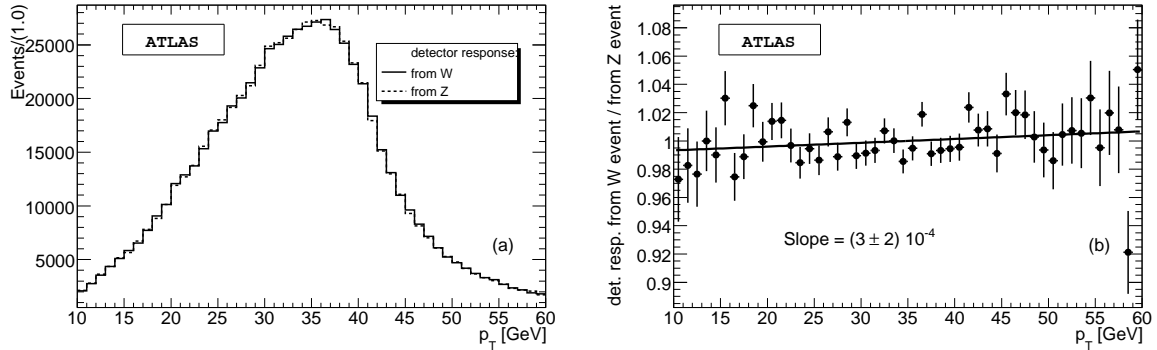 Events/(1.0)
25000
20000
15000
10000
5000
ATLAS
detector response:
from W
from Z
(a)
10 15 20 25 30 35 40 45 50 55 60
p_T [GeV]
det. resp. from W event / from Z event
1.08
1.06
1.04
1.02
1
0.98
0.96
0.94
0.92
0.9
ATLAS
Slope = (3 ± 2) 10^-4
(b)
10 15 20 25 30 35 40 45 50 55 60
p_T [GeV]